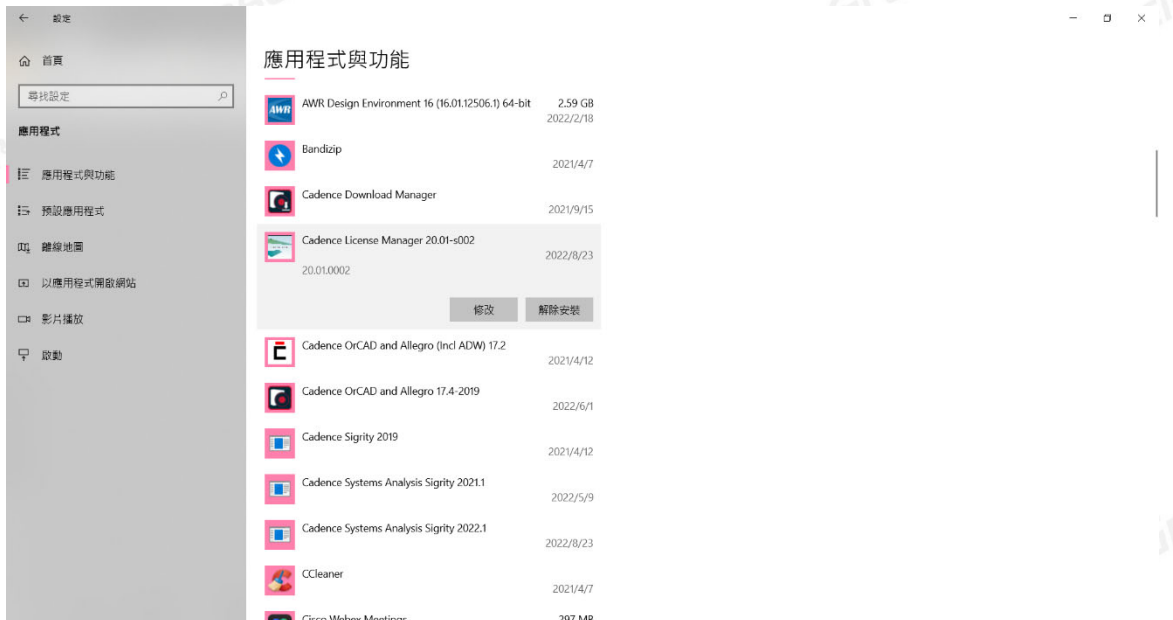 設定
首頁
尋找設定
應用程式
應用程式與功能
預設應用程式
離線地圖
以應用程式開啟網站
影片播放
啟動
應用程式與功能
AWR Design Environment 16 (16.01.12506.1) 64-bit 2.59 GB
2022/2/18
Bandizip
2021/4/7
Cadence Download Manager
2021/9/15
Cadence License Manager 20.01-s002
2022/8/23
20.01.0002
修改 解除安裝
Cadence OrCAD and Allegro (Incl ADW) 17.2
2021/4/12
Cadence OrCAD and Allegro 17.4-2019
2022/6/1
Cadence Sigrity 2019
2021/4/12
Cadence Systems Analysis Sigrity 2021.1
2022/5/9
Cadence Systems Analysis Sigrity 2022.1
2022/8/23
CCleaner
2021/4/7
Cisco Webex Meetings 297 MB